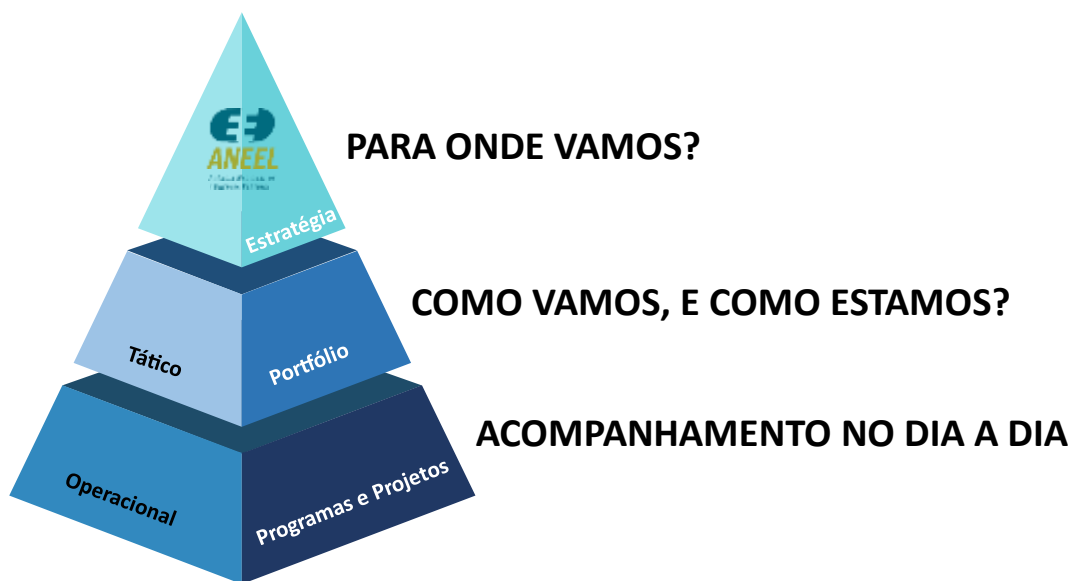 ANEEL
PARA ONDE VAMOS?
Estratégia
COMO VAMOS, E COMO ESTAMOS?
Tático
Portfólio
ACOMPANHAMENTO NO DIA A DIA
Operacional
Programas e Projetos